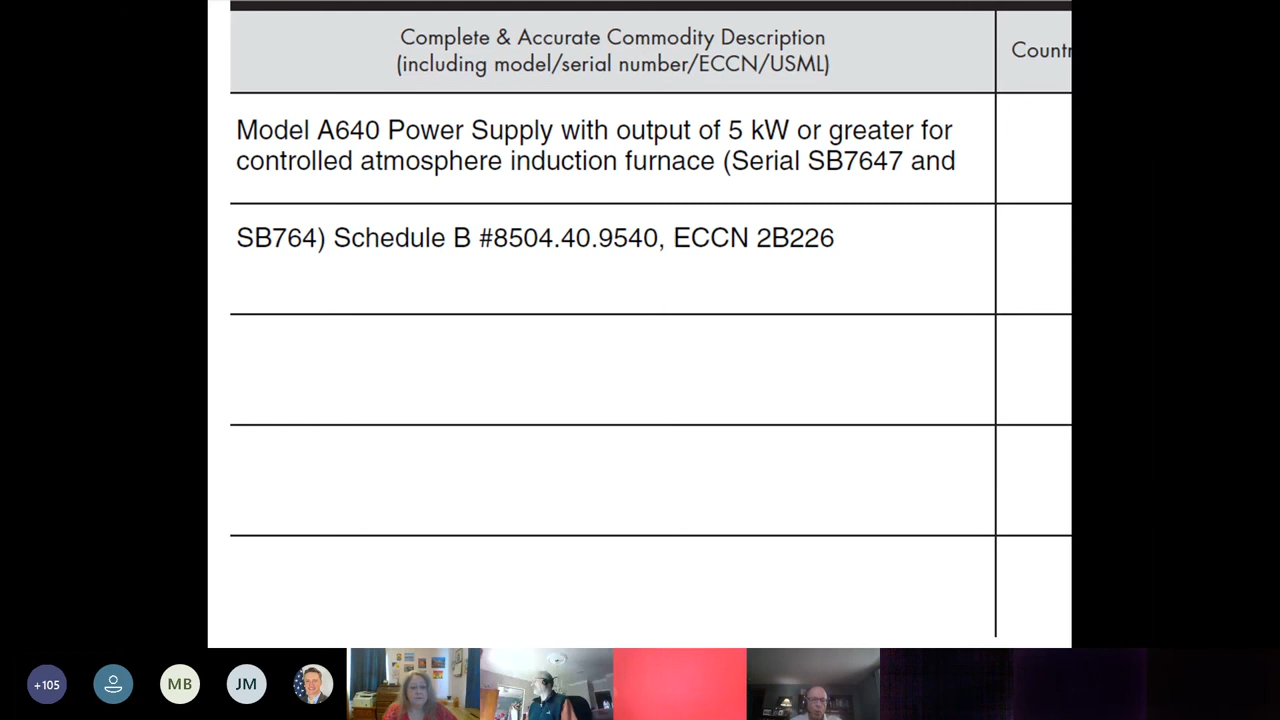 Complete & Accurate Commodity Description
(including model/serial number/ECCN/USML)
Countr
Model A640 Power Supply with output of 5 kW or greater for
controlled atmosphere induction furnace (Serial SB7647 and
SB764) Schedule B #8504.40.9540, ECCN 2B226
+105
MB
JM